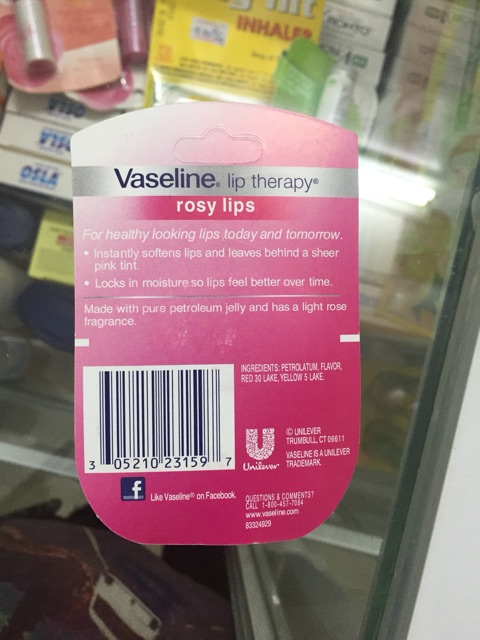 INHALER
VISC
OSLA
Vaseline® lip therapy®
rosy lips
For healthy looking lips today and tomorrow.
• Instantly softens lips and leaves behind a sheer
pink tint.
• Locks in moisture so lips feel better over time.
Made with pure petroleum jelly and has a light rose
fragrance.
INGREDIENTS: PETROLATUM, FLAVOR,
RED 30 LAKE, YELLOW 5 LAKE.
3 05210 23159 7
Unilever
© UNILEVER
TRUMBULL, CT 06611
VASELINE IS A UNILEVER
TRADEMARK.
f Like Vaseline® on Facebook.
QUESTIONS & COMMENTS?
CALL 1-800-457-7084
www.vaseline.com
83324929